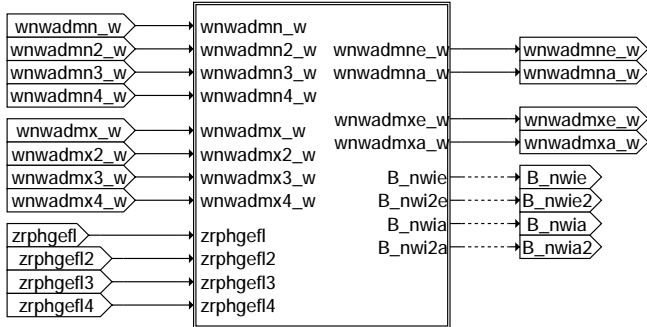 wnwadmn_w
wnwadmn2_w
wnwadmn3_w
wnwadmn4_w
wnwadmx_w
wnwadmx2_w
wnwadmx3_w
wnwadmx4_w
zrphgefl
zrphgefl2
zrphgefl3
zrphgefl4
wnwadmn_w
wnwadmn2_w
wnwadmn3_w
wnwadmn4_w
wnwadmx_w
wnwadmx2_w
wnwadmx3_w
wnwadmx4_w
zrphgefl
zrphgefl2
zrphgefl3
zrphgefl4
wnwadmne_w
wnwadmna_w
wnwadmxe_w
wnwadmxa_w
B_nwie
B_nwi2e
B_nwia
B_nwi2a
wnwadmne_w
wnwadmna_w
wnwadmxe_w
wnwadmxa_w
B_nwie
B_nwie2
B_nwia
B_nwia2